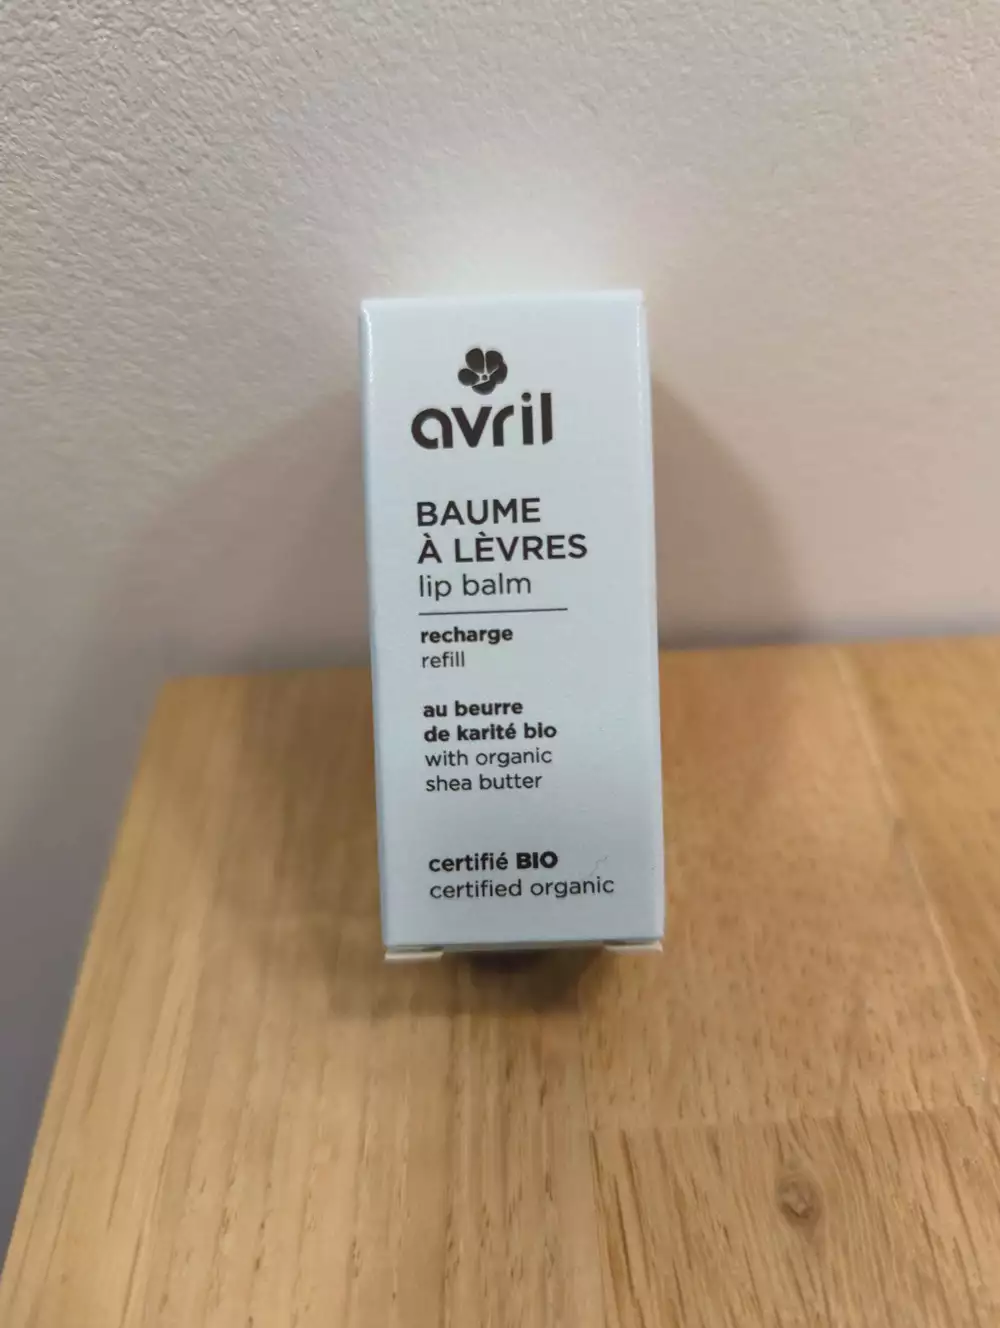 avril
BAUME
À LÈVRES
lip balm
recharge
refill
au beurre
de karité bio
with organic
shea butter
certifié BIO
certified organic